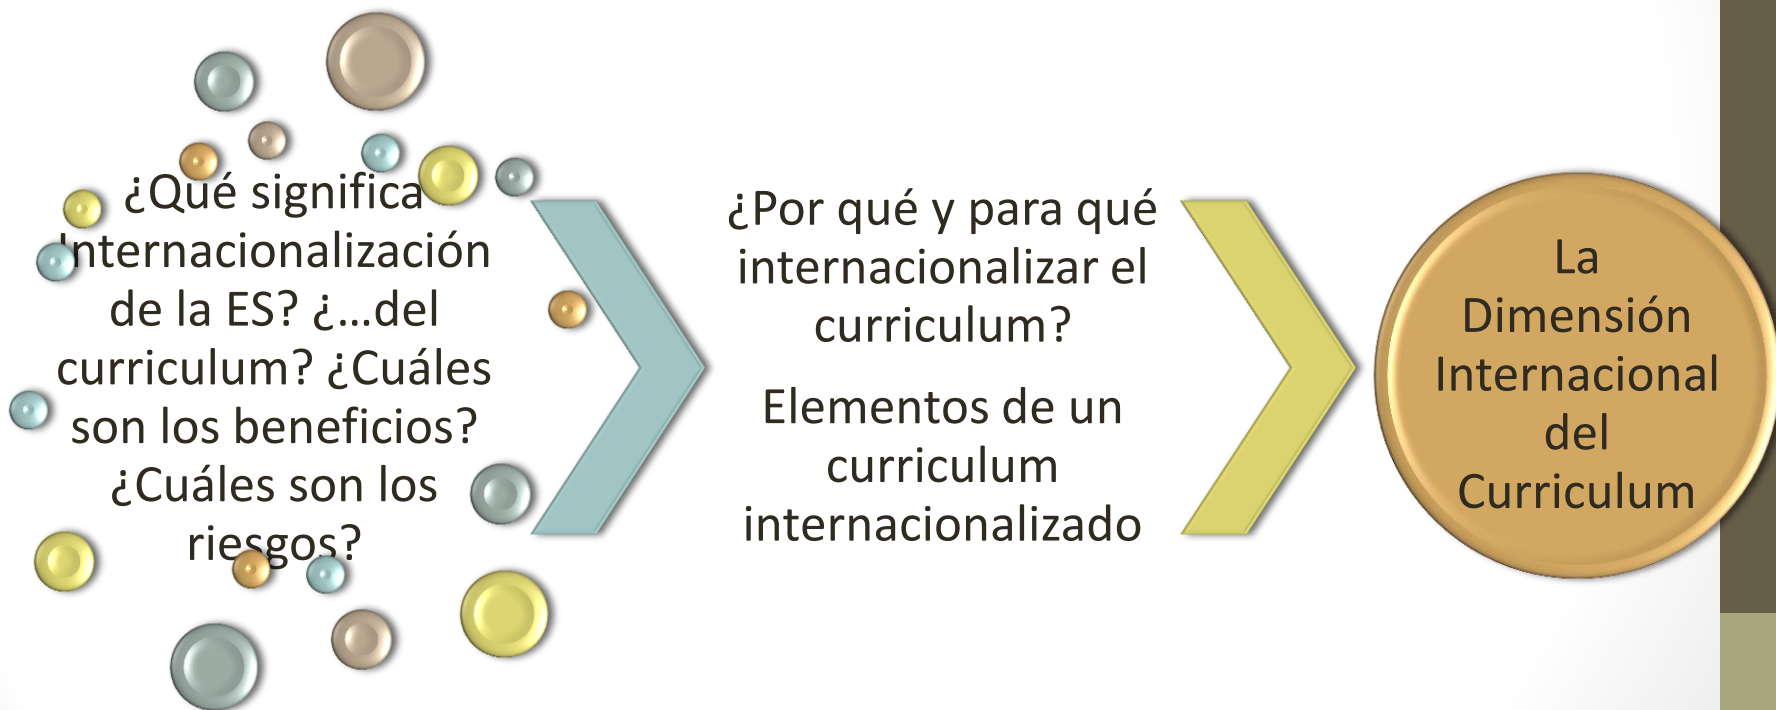 ¿Qué significa
Internacionalización
de la ES? ¿...del
curriculum? ¿Cuáles
son los beneficios?
¿Cuáles son los
riesgos?
¿Por qué y para qué
internacionalizar el
curriculum?
Elementos de un
curriculum
internacionalizado
La
Dimensión
Internacional
del
Curriculum